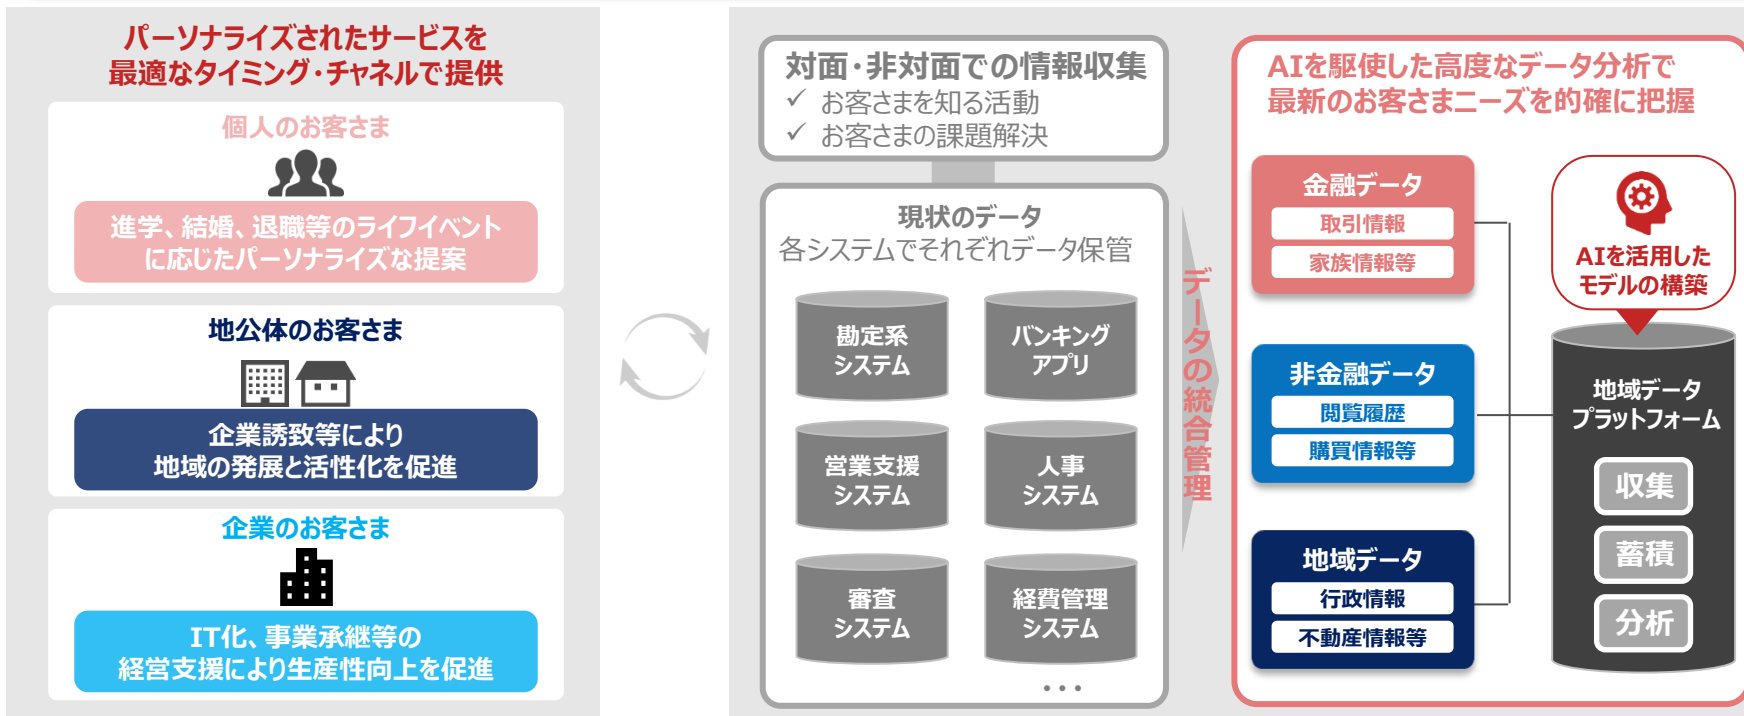 パーソナライズされたサービスを
最適なタイミング・チャネルで提供
個人のお客さま
進学、結婚、退職等のライフイベント
に応じたパーソナライズな提案
地公体のお客さま
企業誘致等により
地域の発展と活性化を促進
企業のお客さま
IT化、事業承継等の
経営支援により生産性向上を促進
対面・非対面での情報収集
✓ お客さまを知る活動
✓ お客さまの課題解決
現状のデータ
各システムでそれぞれデータ保管
勘定系
システム
バンキング
アプリ
営業支援
システム
人事
システム
審査
システム
経費管理
システム
・・・
データの統合管理
AIを駆使した高度なデータ分析で
最新のお客さまニーズを的確に把握
金融データ
取引情報
家族情報等
非金融データ
閲覧履歴
購買情報等
地域データ
行政情報
不動産情報等
AIを活用した
モデルの構築
地域データ
プラットフォーム
収集
蓄積
分析